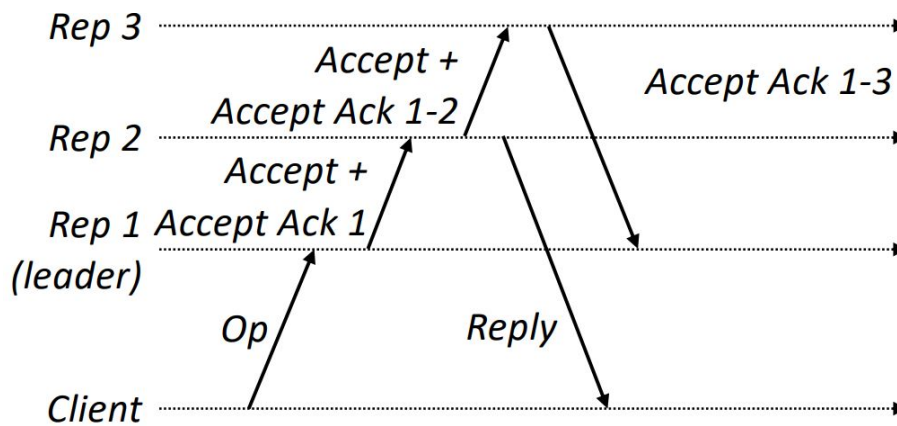 Rep 3
Accept +
Accept Ack 1-2
Accept Ack 1-3
Rep 2
Accept +
Accept Ack 1
Rep 1
(leader)
Op
Reply
Client